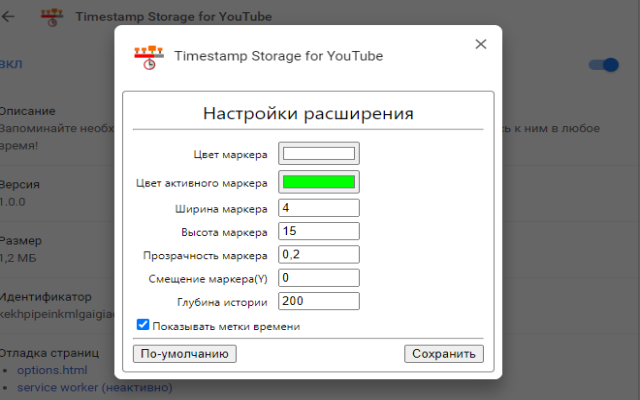 Timestamp Storage for YouTube
Timestamp Storage for YouTube
ВКЛ
Настройки расширения
Описание
Запоминайте необх
ь к ним в любое
время!
Цвет маркера
Цвет активного маркера
Версия
1.0.0
Ширина маркера 4
Высота маркера 15
Размер
Прозрачность маркера 0,2
1,2 МБ
Смещение маркера(Y) 0
Идентификатор
Глубина истории 200
kekhpipeinkmlgaigia
Показывать метки времени
Отладка страниц
По-умолчанию Сохранить
options.html
service worker (неактивно)